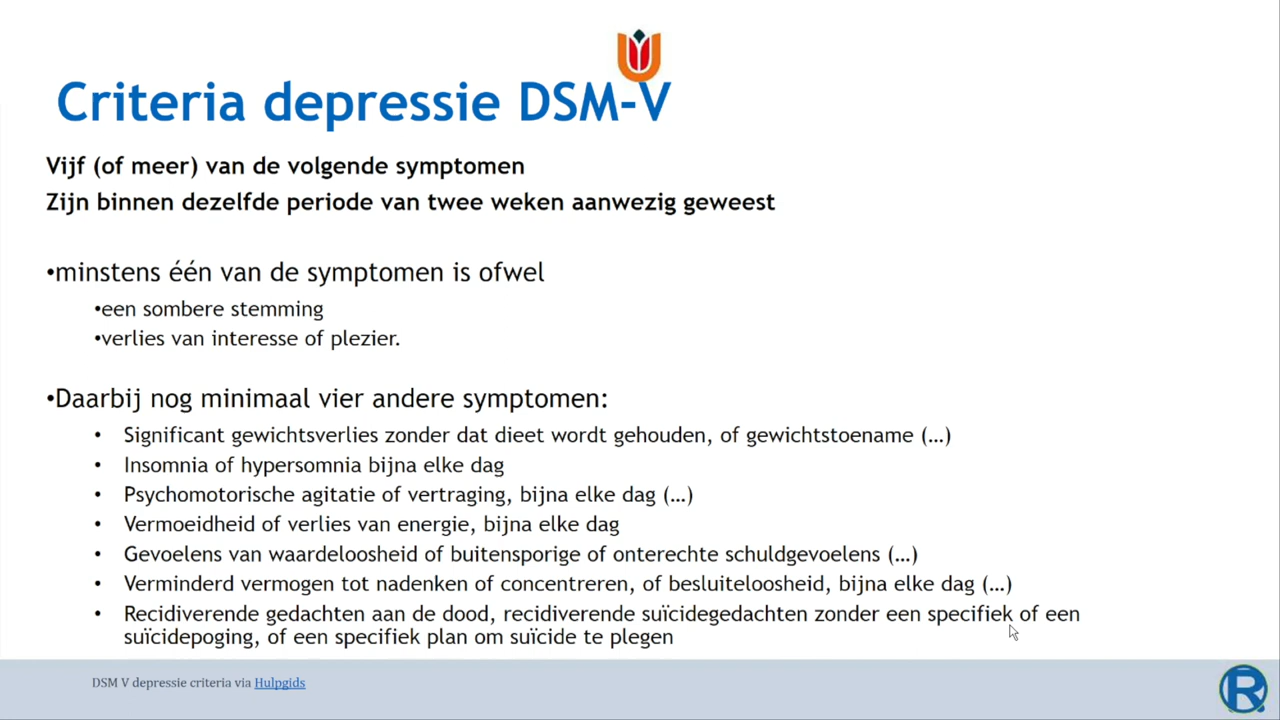 Criteria depressie DSM-V
Vijf (of meer) van de volgende symptomen
Zijn binnen dezelfde periode van twee weken aanwezig geweest
•minstens één van de symptomen is ofwel
•een sombere stemming
•verlies van interesse of plezier.
•Daarbij nog minimaal vier andere symptomen:
• Significant gewichtsverlies zonder dat dieet wordt gehouden, of gewichtstoename (…)
• Insomnia of hypersomnia bijna elke dag
• Psychomotorische agitatie of vertraging, bijna elke dag (…)
• Vermoeidheid of verlies van energie, bijna elke dag
• Gevoelens van waardeloosheid of buitensporige of onterechte schuldgevoelens (…)
• Verminderd vermogen tot nadenken of concentreren, of besluiteloosheid, bijna elke dag (…)
• Recidiverende gedachten aan de dood, recidiverende suïcidegedachten zonder een specifiek of een
suïcidepoging, of een specifiek plan om suïcide te plegen
DSM V depressie criteria via Hulpgids
R